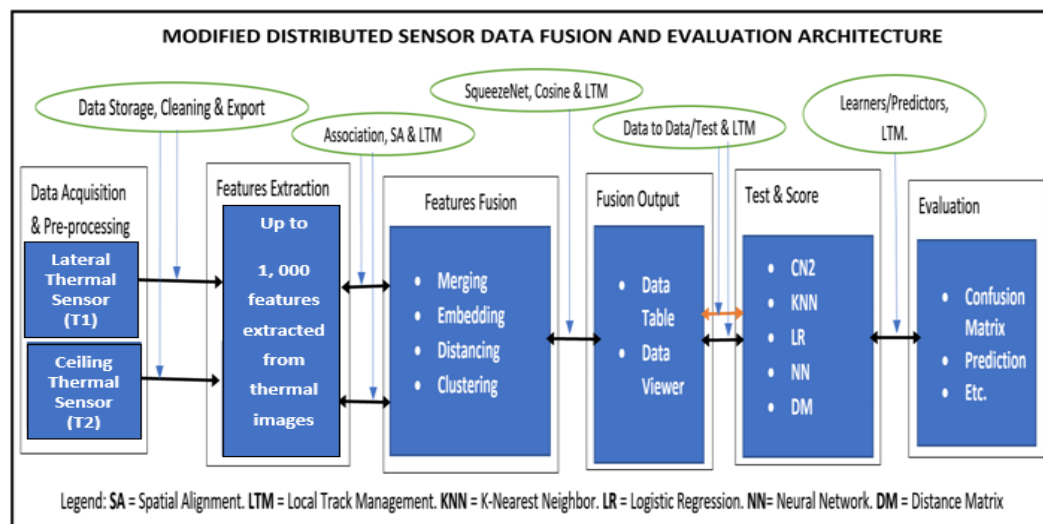 MODIFIED DISTRIBUTED SENSOR DATA FUSION AND EVALUATION ARCHITECTURE
Data Storage, Cleaning & Export
Association, SA & LTM
SqueezeNet, Cosine & LTM
Data to Data/Test & LTM
Learners/Predictors,
LTM.
Data Acquisition
& Pre-processing
Lateral
Thermal
Sensor
(T1)
Ceiling
Thermal
Sensor
(T2)
Features Extraction
Up to
1, 000
features
extracted
from
thermal
images
Features Fusion
• Merging
• Embedding
• Distancing
• Clustering
Fusion Output
• Data
Table
• Data
Viewer
Test & Score
• CN2
• KNN
• LR
• NN
• DM
Evaluation
• Confusion
Matrix
• Prediction
• Etc.
Legend: SA = Spatial Alignment. LTM = Local Track Management. KNN = K-Nearest Neighbor. LR = Logistic Regression. NN= Neural Network. DM = Distance Matrix